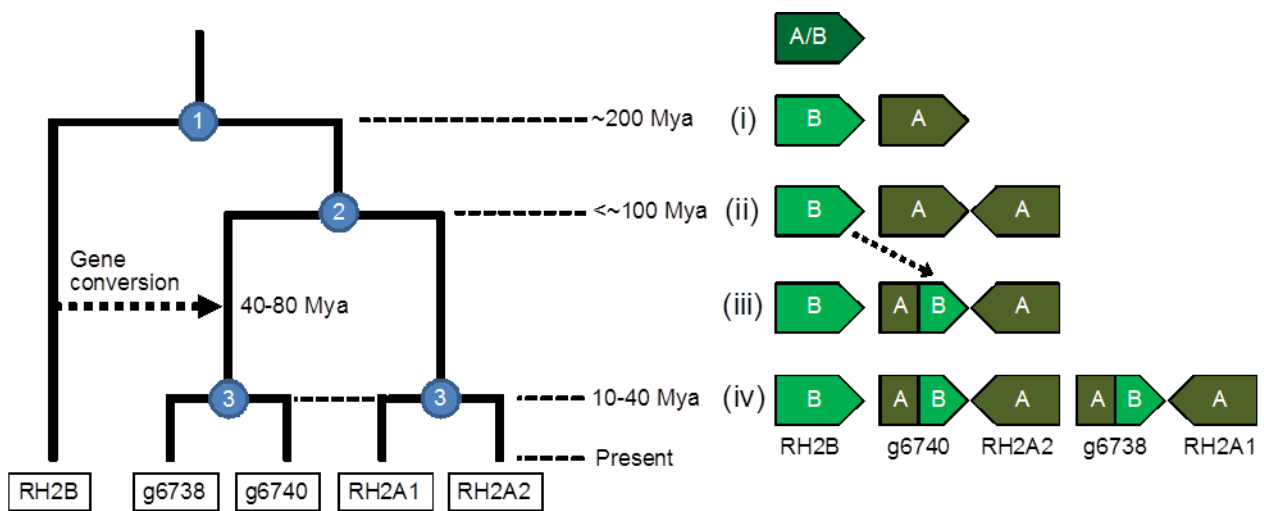 A/B
1
~200 Mya
(i)
B
A
2
<~100 Mya
(ii)
B
A
A
Gene
conversion
40-80 Mya
(iii)
B
A
B
A
3
3
10-40 Mya
(iv)
B
A
B
A
A
B
A
RH2B
g6740
RH2A2
g6738
RH2A1
Present
RH2B
g6738
g6740
RH2A1
RH2A2